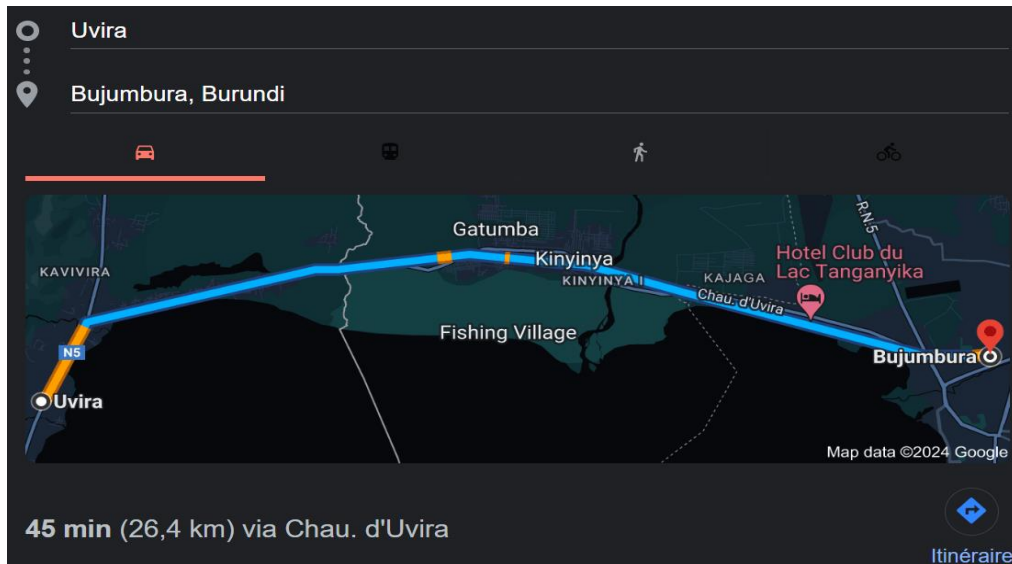 Uvira
Bujumbura, Burundi
R.N.5
Gatumba
Hotel Club du
Lac Tanganyika
Kinyinya
KAVIVIRA
KINYINYA I
KAJAGA
Chau. d'Uvira
Fishing Village
N5
Bujumbura
Uvira
Map data ©2024 Google
45 min (26,4 km) via Chau. d'Uvira
Itinéraire